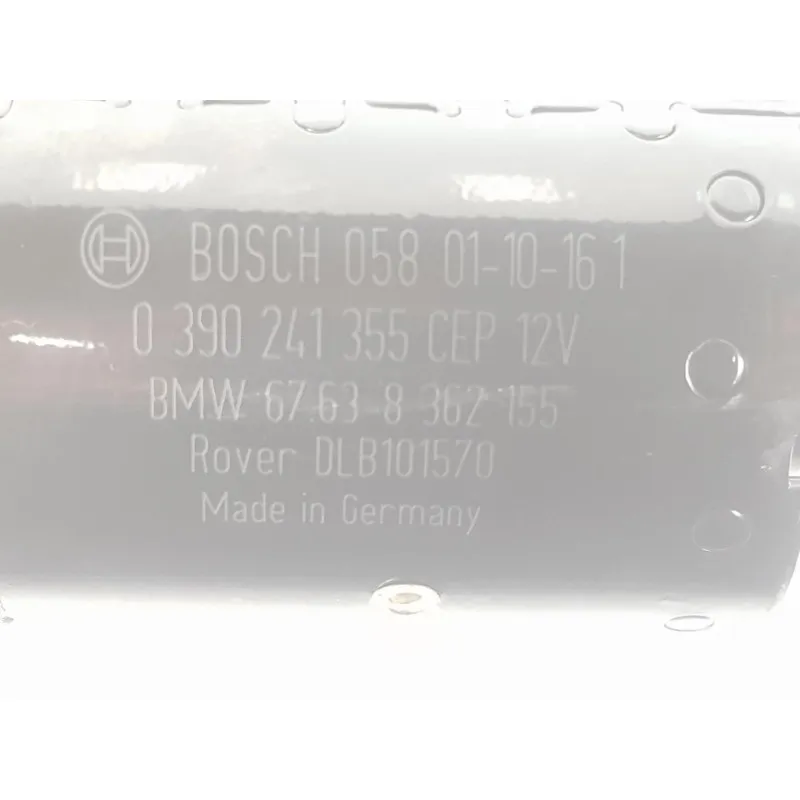 BOSCH 058 01-10-16 1
0 390 241 355 CEP 12V
BMW 67.63 8 362 155
Rover DLB101570
Made in Germany